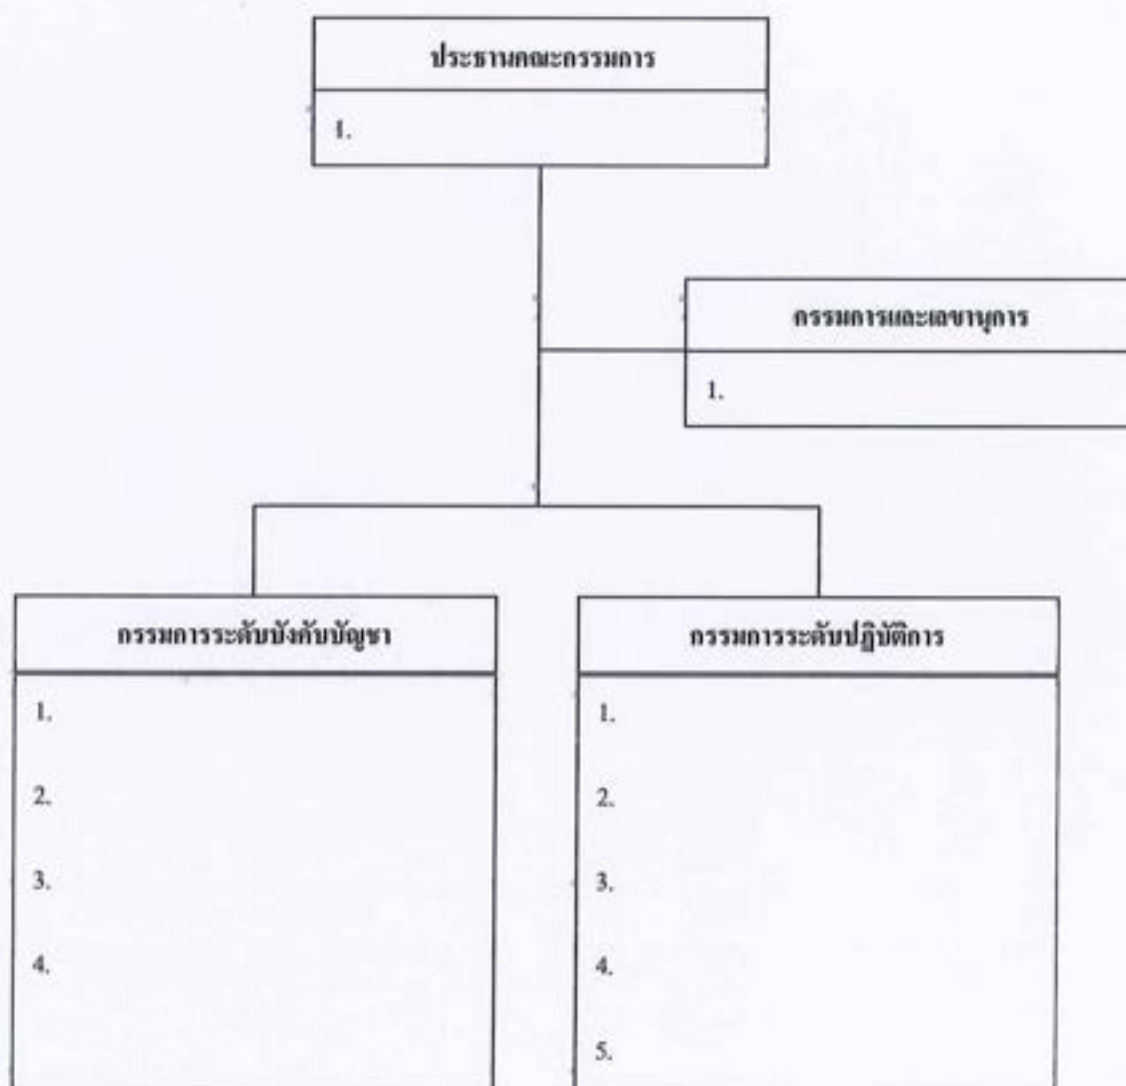 ประธานคณะกรรมการ
1.
กรรมการและเลขานุการ
1.
กรรมการระดับบังคับบัญชา
1.
2.
3.
4.
กรรมการระดับปฏิบัติการ
1.
2.
3.
4.
5.